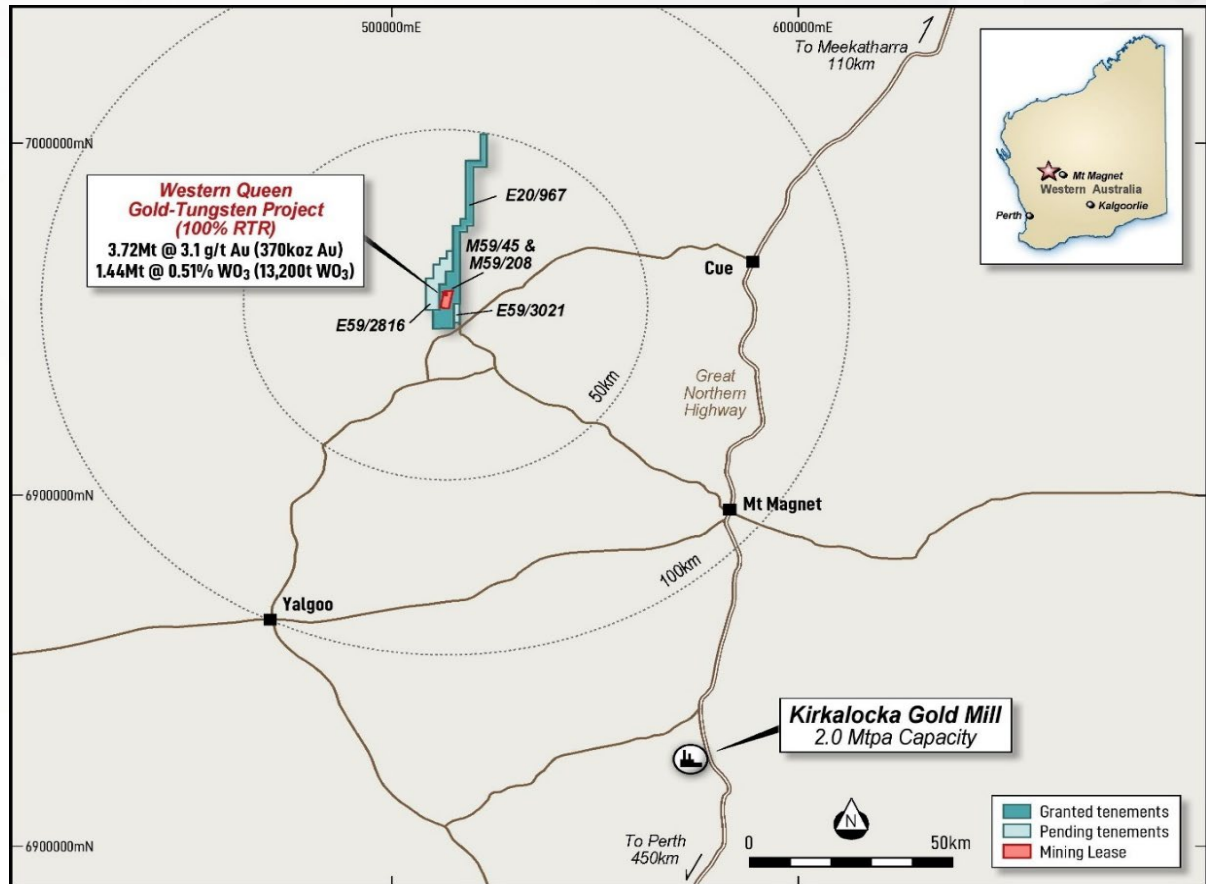 500000mE
600000mE
To Meekatharra
110km
7000000mN
Western Queen
Gold-Tungsten Project
(100% RTR)
3.72Mt @ 3.1 g/t Au (370koz Au)
1.44Mt @ 0.51% WO₃ (13,200t WO₃)
E20/967
M59/45 &
M59/208
E59/2816
E59/3021
Cue
Mt Magnet
Western Australia
Perth
Kalgoorlie
50km
Great
Northern
Highway
6900000mN
Mt Magnet
100km
Yalgoo
Kirkalocka Gold Mill
2.0 Mtpa Capacity
6900000mN
To Perth
450km
N
0
50km
Granted tenements
Pending tenements
Mining Lease